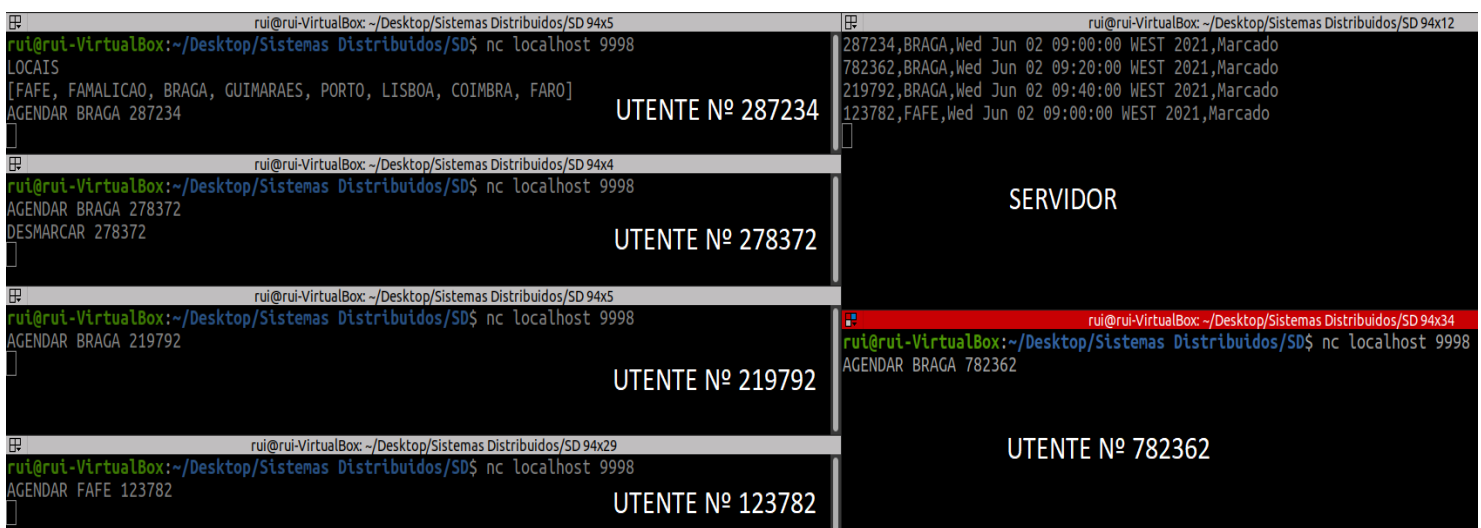 rui@rui-VirtualBox: ~/Desktop/Sistemas Distribuidos/SD 94x5
rui@rui-VirtualBox:~/Desktop/Sistemas Distribuidos/SD$ nc localhost 9998
LOCAIS
[FAFE, FAMALICAO, BRAGA, GUIMARAES, PORTO, LISBOA, COIMBRA, FARO]
AGENDAR BRAGA 287234
UTENTE Nº 287234
rui@rui-VirtualBox: ~/Desktop/Sistemas Distribuidos/SD 94x4
rui@rui-VirtualBox:~/Desktop/Sistemas Distribuidos/SD$ nc localhost 9998
AGENDAR BRAGA 278372
DESMARCAR 278372
UTENTE Nº 278372
rui@rui-VirtualBox: ~/Desktop/Sistemas Distribuidos/SD 94x5
rui@rui-VirtualBox:~/Desktop/Sistemas Distribuidos/SD$ nc localhost 9998
AGENDAR BRAGA 219792
UTENTE Nº 219792
rui@rui-VirtualBox: ~/Desktop/Sistemas Distribuidos/SD 94x29
rui@rui-VirtualBox:~/Desktop/Sistemas Distribuidos/SD$ nc localhost 9998
AGENDAR FAFE 123782
UTENTE Nº 123782
rui@rui-VirtualBox: ~/Desktop/Sistemas Distribuidos/SD 94x12
287234,BRAGA,Wed Jun 02 09:00:00 WEST 2021,Marcado
782362,BRAGA,Wed Jun 02 09:20:00 WEST 2021,Marcado
219792,BRAGA,Wed Jun 02 09:40:00 WEST 2021,Marcado
123782,FAFE,Wed Jun 02 09:00:00 WEST 2021,Marcado
SERVIDOR
rui@rui-VirtualBox: ~/Desktop/Sistemas Distribuidos/SD 94x34
rui@rui-VirtualBox:~/Desktop/Sistemas Distribuidos/SD$ nc localhost 9998
AGENDAR BRAGA 782362
UTENTE Nº 782362